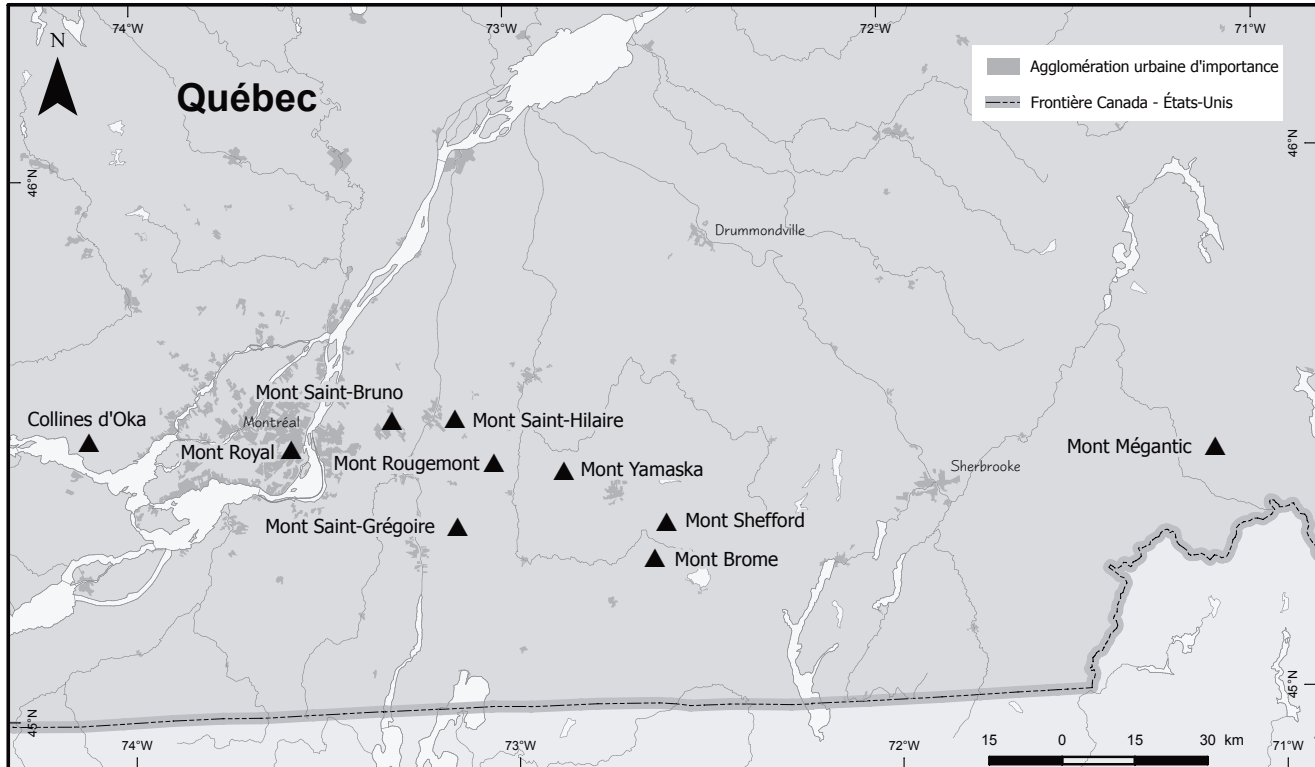 74°W
73°W
72°W
71°W
N
Québec
Agglomération urbaine d'importance
Frontière Canada - États-Unis
46°N
46°N
Drummondville
Mont Saint-Bruno
Collines d'Oka
Montréal
Mont Saint-Hilaire
Mont Royal
Mont Rougemont
Mont Yamaska
Mont Mégantic
Sherbrooke
Mont Saint-Grégoire
Mont Shefford
Mont Brome
45°N
45°N
74°W
73°W
72°W
71°W
15 0 15 30 km